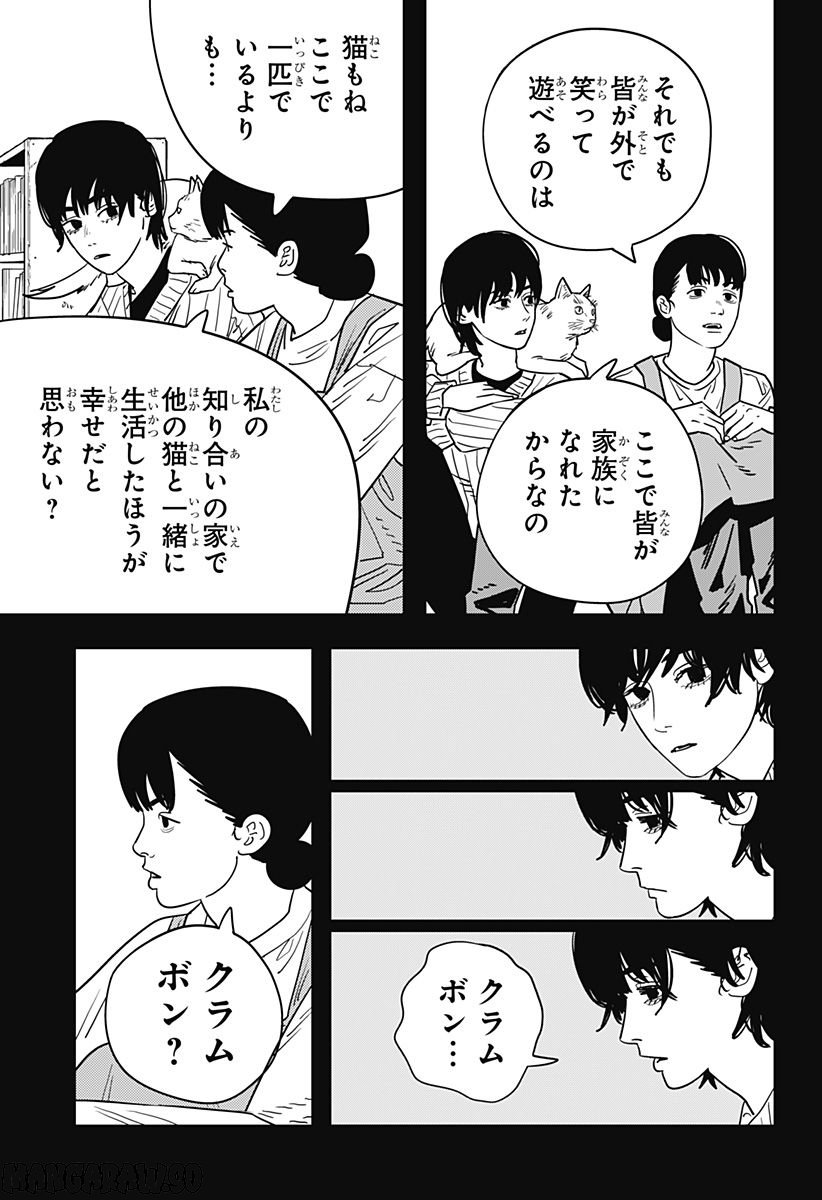 それでも
皆が外で
笑って
遊べるのは
ここで皆が
家族に
なれた
からなの
猫もね
ここで
一匹で
いるより
も…
私の
知り合いの家で
他の猫と一緒に
生活したほうが
幸せだと
思わない？
クラム
ボン…
クラム
ボン？
MANGARAW.SO